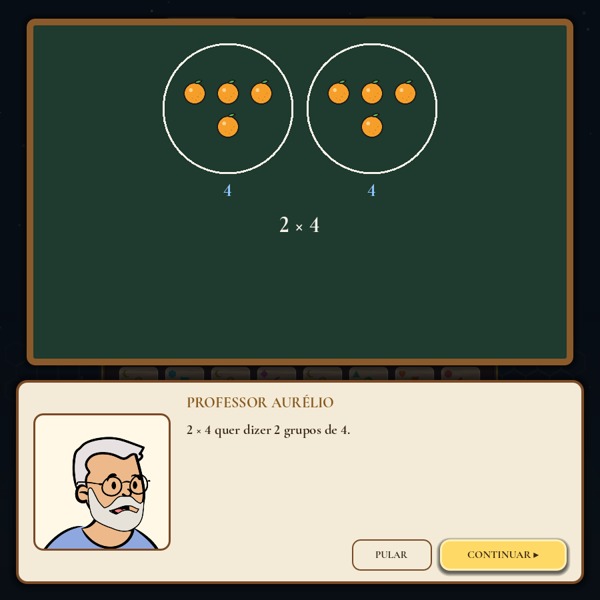 4 4
2 × 4
PROFESSOR AURÉLIO
2 × 4 quer dizer 2 grupos de 4.
PULAR CONTINUAR ▸